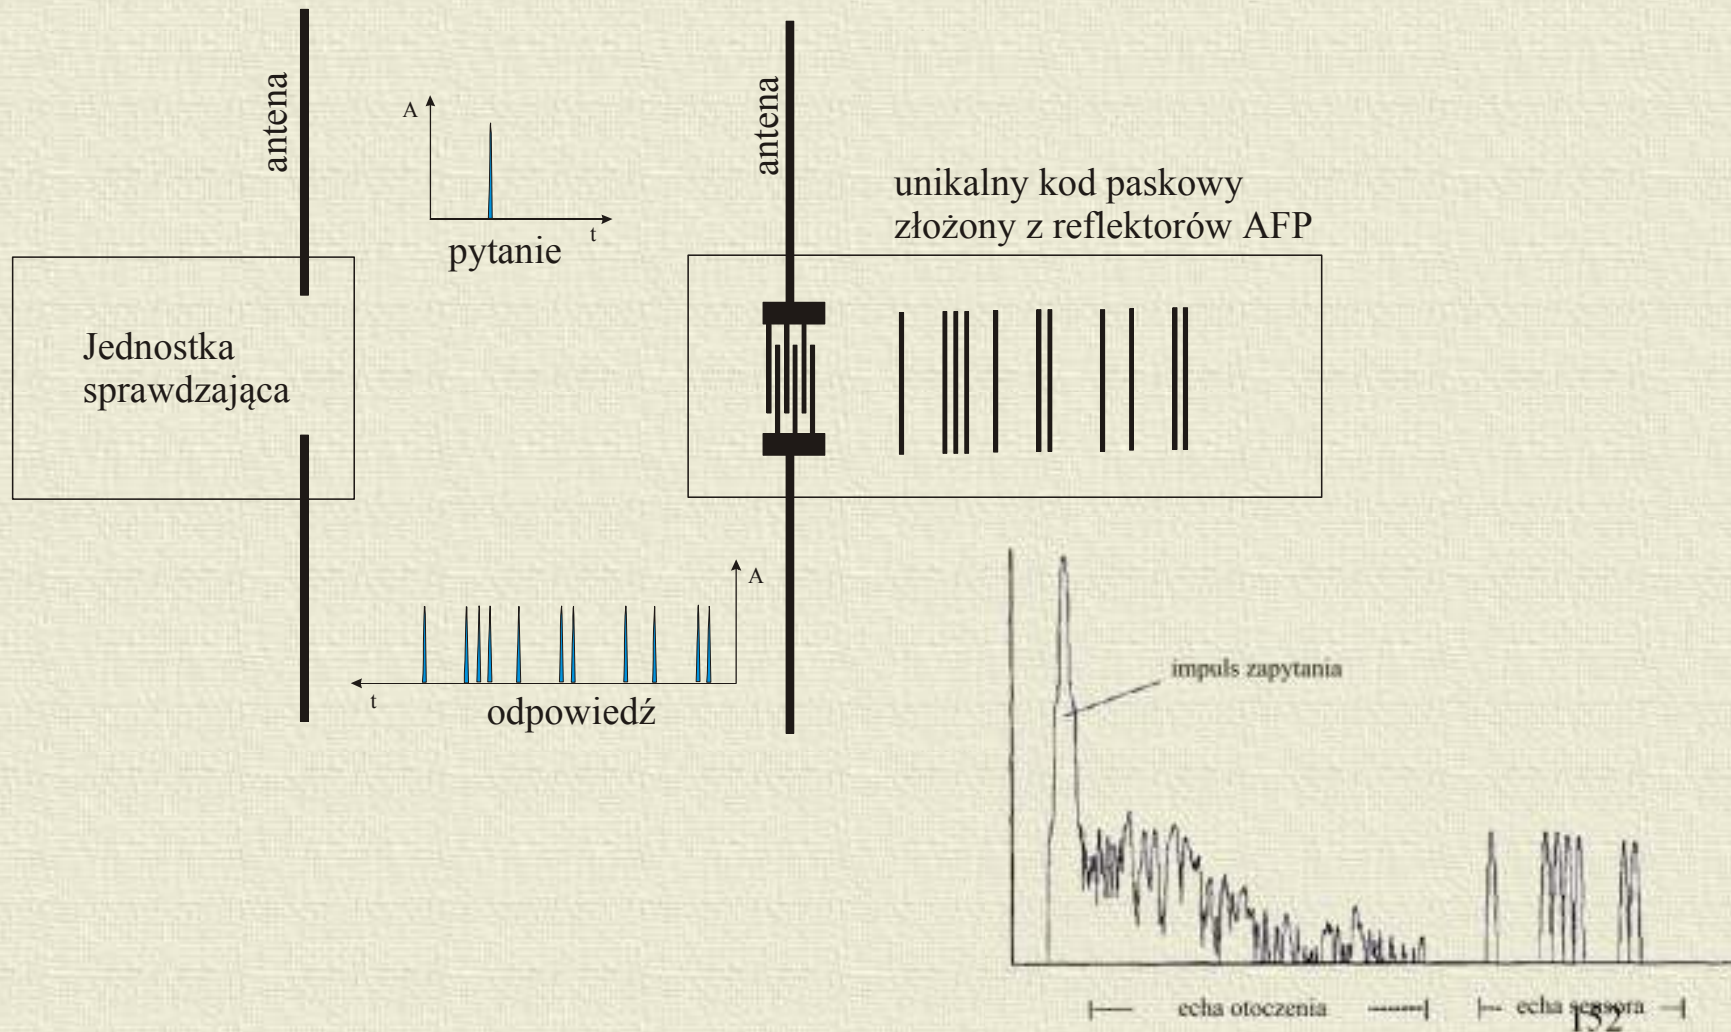 antena
A
t
pytanie
antena
unikalny kod paskowy
złożony z reflektorów AFP
Jednostka
sprawdzająca
A
t
odpowiedź
impuls zapytania
echa otoczenia
echa sensora
152